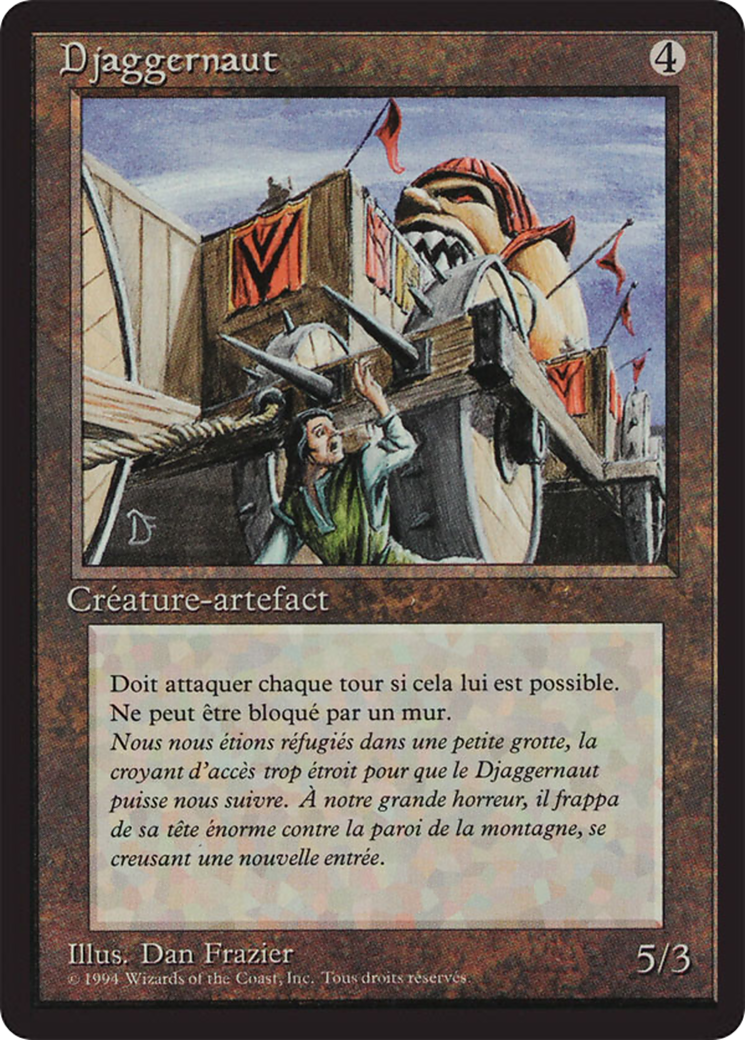 Djaggernaut
4
DF
Créature-artefact
Doit attaquer chaque tour si cela lui est possible.
Ne peut être bloqué par un mur.
Nous nous étions réfugiés dans une petite grotte, la
croyant d'accès trop étroit pour que le Djaggernaut
puisse nous suivre. À notre grande horreur, il frappa
de sa tête énorme contre la paroi de la montagne, se
creusant une nouvelle entrée.
Illus. Dan Frazier
5/3
© 1994 Wizards of the Coast, Inc. Tous droits réservés.